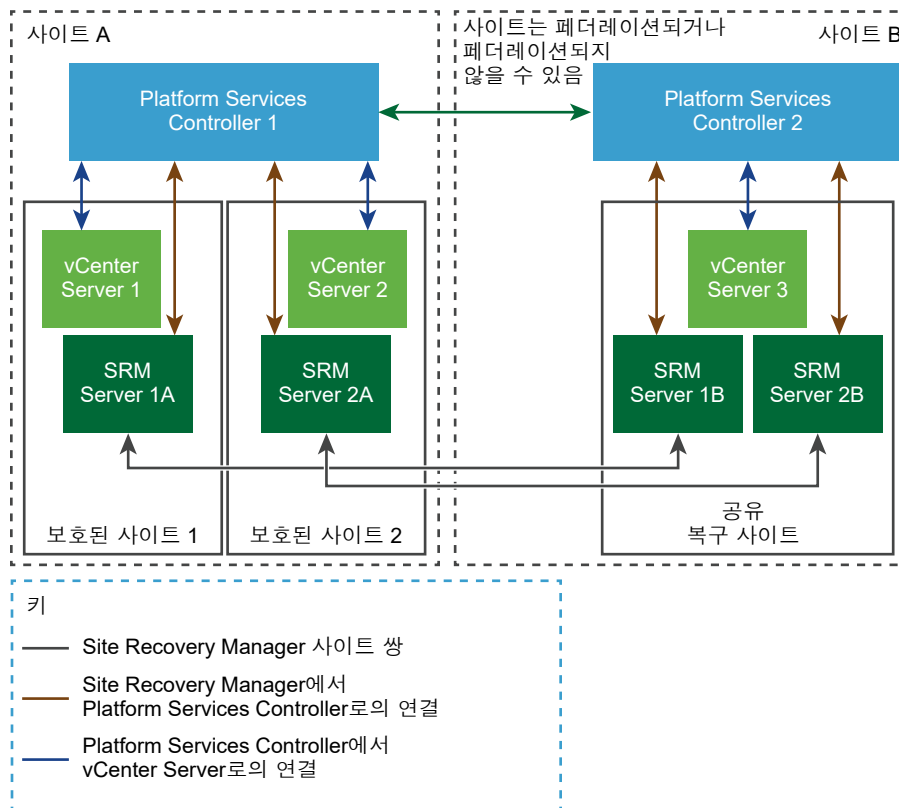 사이트 A
사이트는 페더레이션되거나
페더레이션되지
않을 수 있음
사이트 B
Platform Services
Controller 1
Platform Services
Controller 2
vCenter
Server 1
vCenter
Server 2
vCenter
Server 3
SRM
Server 1A
SRM
Server 2A
SRM
Server 1B
SRM
Server 2B
보호된 사이트 1
보호된 사이트 2
공유
복구 사이트
키
Site Recovery Manager 사이트 쌍
Site Recovery Manager에서
Platform Services Controller로의 연결
Platform Services Controller에서
vCenter Server로의 연결